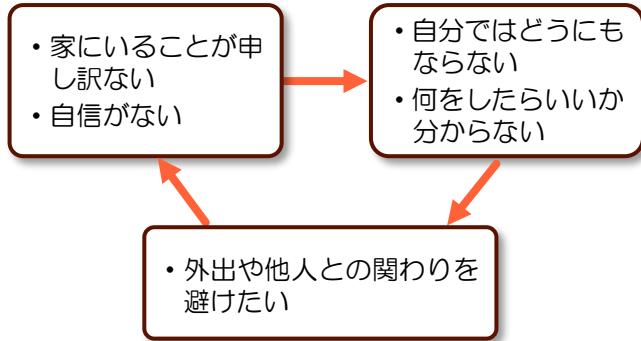 ・家にいることが申
し訳ない
・自信がない
・自分ではどうにも
ならない
・何をしたらいいか
分からない
・外出や他人との関わりを
避けたい